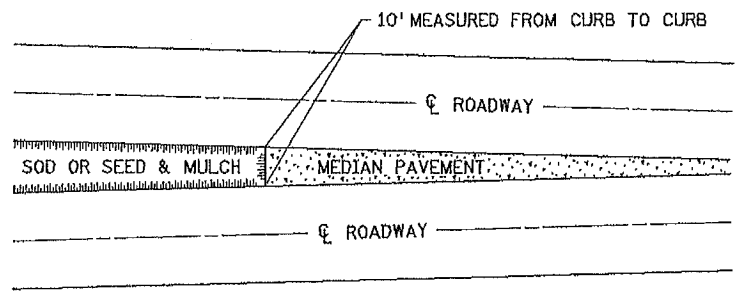 10' MEASURED FROM CURB TO CURB
℄ ROADWAY
SOD OR SEED & MULCH
MEDIAN PAVEMENT
℄ ROADWAY